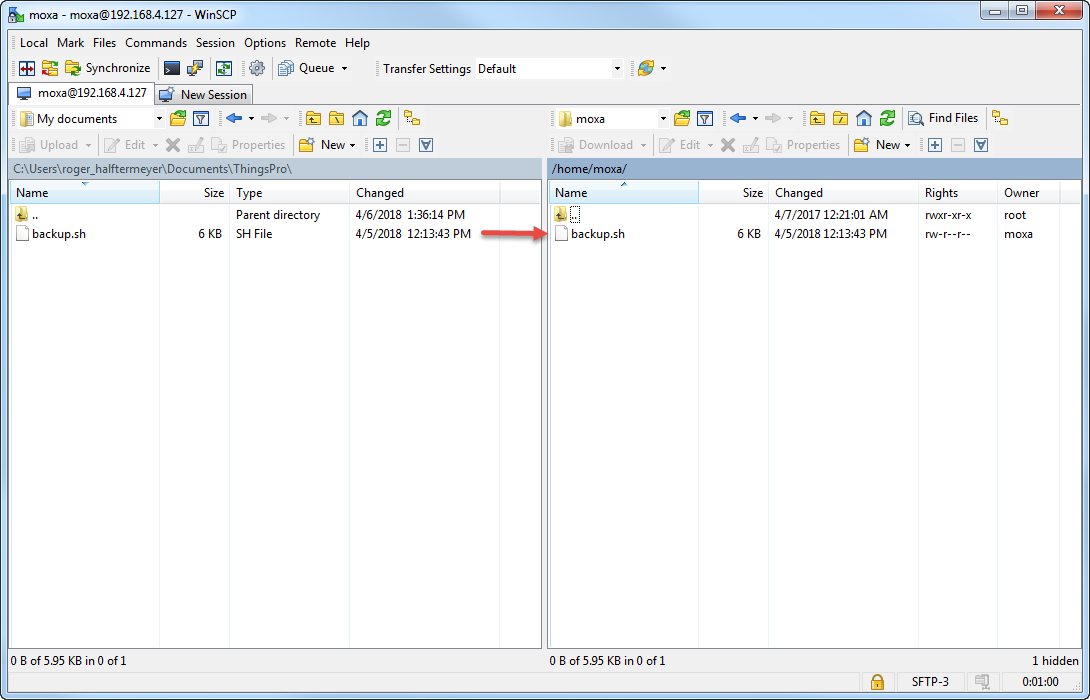 moxa - moxa@192.168.4.127 - WinSCP
Local Mark Files Commands Session Options Remote Help
Synchronize Queue Transfer Settings Default
moxa@192.168.4.127 New Session
My documents moxa Find Files
Upload Edit Properties New Download Edit Properties New
C:\Users\roger_halftermeyer\Documents\ThingsPro\ /home/moxa/
Name Size Type Changed Name Size Changed Rights Owner
.. Parent directory 4/6/2018 1:36:14 PM .. 4/7/2017 12:21:01 AM rwxr-xr-x root
backup.sh 6 KB SH File 4/5/2018 12:13:43 PM backup.sh 6 KB 4/5/2018 12:13:43 PM rw-r--r-- moxa
0 B of 5.95 KB in 0 of 1 0 B of 5.95 KB in 0 of 1 1 hidden
SFTP-3 0:01:00